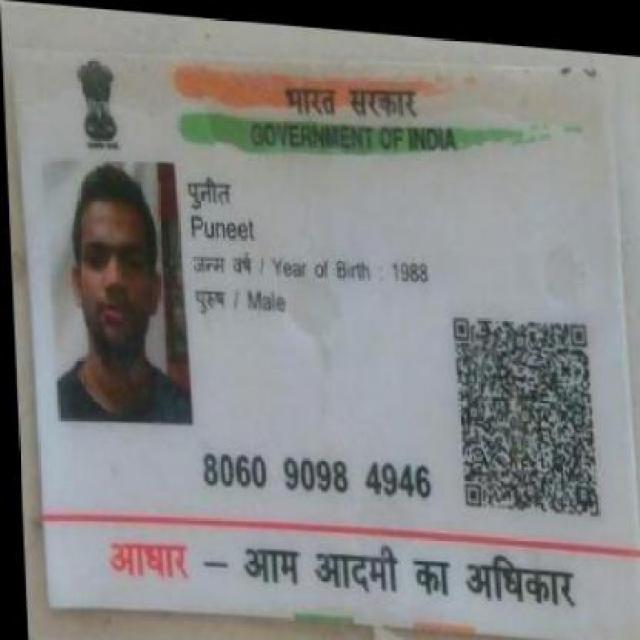 भारत सरकार
GOVERNMENT OF INDIA
पुनीत
Puneet
जन्म वर्ष / Year of Birth : 1988
पुरुष / Male
8060 9098 4946
आधार – आम आदमी का अधिकार